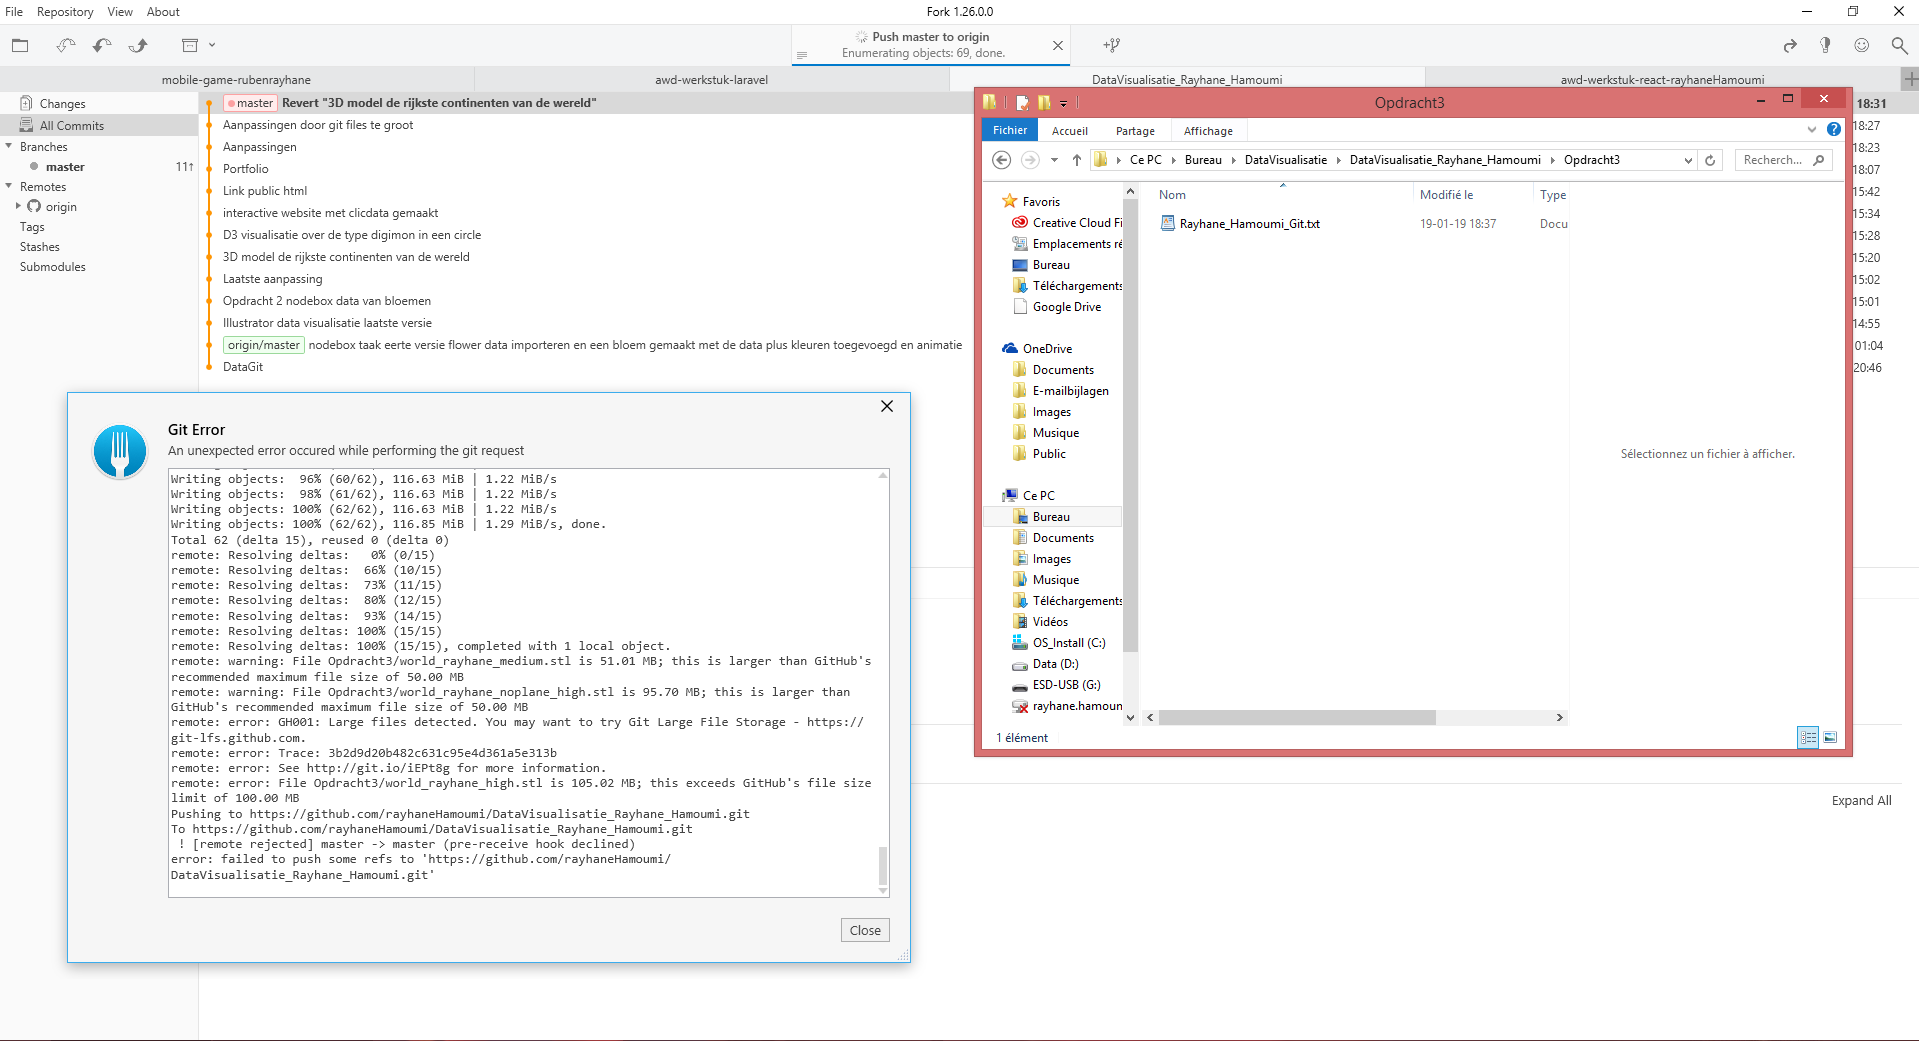 File Repository View About
Fork 1.26.0.0
Push master to origin
Enumerating objects: 69, done.
mobile-game-rubenrayhane
awd-werkstuk-laravel
DataVisualisatie_Rayhane_Hamoumi
awd-werkstuk-react-rayhaneHamoumi
Changes
All Commits
Branches
master 11↑
Remotes
origin
Tags
Stashes
Submodules
master Revert "3D model de rijkste continenten van de wereld" 18:31
Aanpassingen door git files te groot 18:27
Aanpassingen 18:23
Portfolio 18:07
Link public html 15:42
interactive website met clicdata gemaakt 15:34
D3 visualisatie over de type digimon in een circle 15:28
3D model de rijkste continenten van de wereld 15:20
Laatste aanpassing 15:02
Opdracht 2 nodebox data van bloemen 15:01
Illustrator data visualisatie laatste versie 14:55
origin/master nodebox taak eerte versie flower data importeren en een bloem gemaakt met de data plus kleuren toegevoegd en animatie 01:04
DataGit 20:46
Git Error
An unexpected error occured while performing the git request
Writing objects: 96% (60/62), 116.63 MiB | 1.22 MiB/s
Writing objects: 98% (61/62), 116.63 MiB | 1.22 MiB/s
Writing objects: 100% (62/62), 116.63 MiB | 1.22 MiB/s
Writing objects: 100% (62/62), 116.85 MiB | 1.29 MiB/s, done.
Total 62 (delta 15), reused 0 (delta 0)
remote: Resolving deltas: 0% (0/15)
remote: Resolving deltas: 66% (10/15)
remote: Resolving deltas: 73% (11/15)
remote: Resolving deltas: 80% (12/15)
remote: Resolving deltas: 93% (14/15)
remote: Resolving deltas: 100% (15/15)
remote: Resolving deltas: 100% (15/15), completed with 1 local object.
remote: warning: File Opdracht3/world_rayhane_medium.stl is 51.01 MB; this is larger than GitHub's
recommended maximum file size of 50.00 MB
remote: warning: File Opdracht3/world_rayhane_noplane_high.stl is 95.70 MB; this is larger than
GitHub's recommended maximum file size of 50.00 MB
remote: error: GH001: Large files detected. You may want to try Git Large File Storage - https://
git-lfs.github.com.
remote: error: Trace: 3b2d9d20b482c631c95e4d361a5e313b
remote: error: See http://git.io/iEPt8g for more information.
remote: error: File Opdracht3/world_rayhane_high.stl is 105.02 MB; this exceeds GitHub's file size
limit of 100.00 MB
Pushing to https://github.com/rayhaneHamoumi/DataVisualisatie_Rayhane_Hamoumi.git
To https://github.com/rayhaneHamoumi/DataVisualisatie_Rayhane_Hamoumi.git
! [remote rejected] master -> master (pre-receive hook declined)
error: failed to push some refs to 'https://github.com/rayhaneHamoumi/
DataVisualisatie_Rayhane_Hamoumi.git'
Close
Opdracht3
Fichier Accueil Partage Affichage
Ce PC Bureau DataVisualisatie DataVisualisatie_Rayhane_Hamoumi Opdracht3
Recherch...
Favoris
Creative Cloud Fi
Emplacements ré
Bureau
Téléchargements
Google Drive
OneDrive
Documents
E-mailbijlagen
Images
Musique
Public
Ce PC
Bureau
Documents
Images
Musique
Téléchargements
Vidéos
OS_Install (C:)
Data (D:)
ESD-USB (G:)
rayhane.hamoun
Nom Modifié le Type
Rayhane_Hamoumi_Git.txt 19-01-19 18:37 Docu
Sélectionnez un fichier à afficher.
1 élément
Expand All